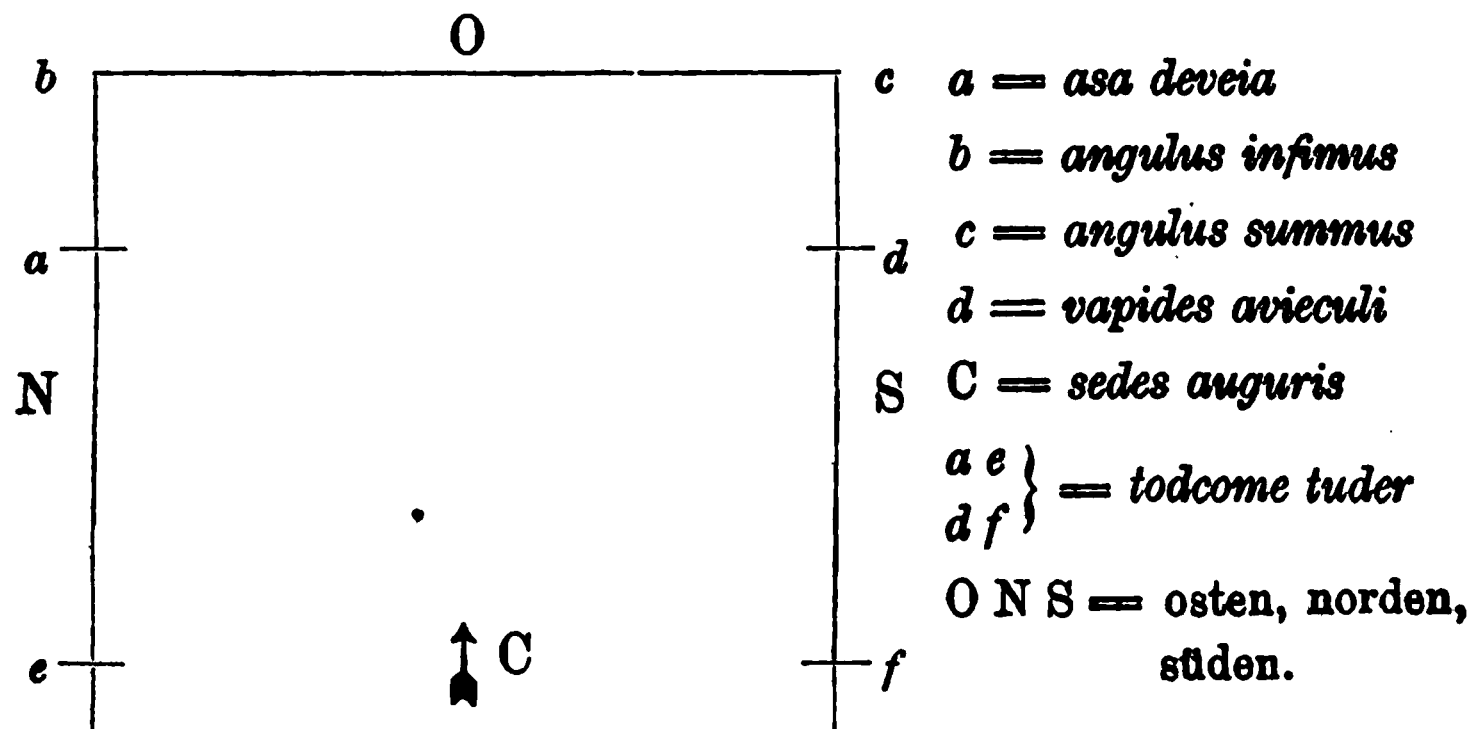 O
b
c
a
d
N
S
e
C
f
a = asa deveia
b = angulus infimus
c = angulus summus
d = vapides avieculi
C = sedes auguris
a e
d f } = todcome tuder
O N S = osten, norden,
süden.